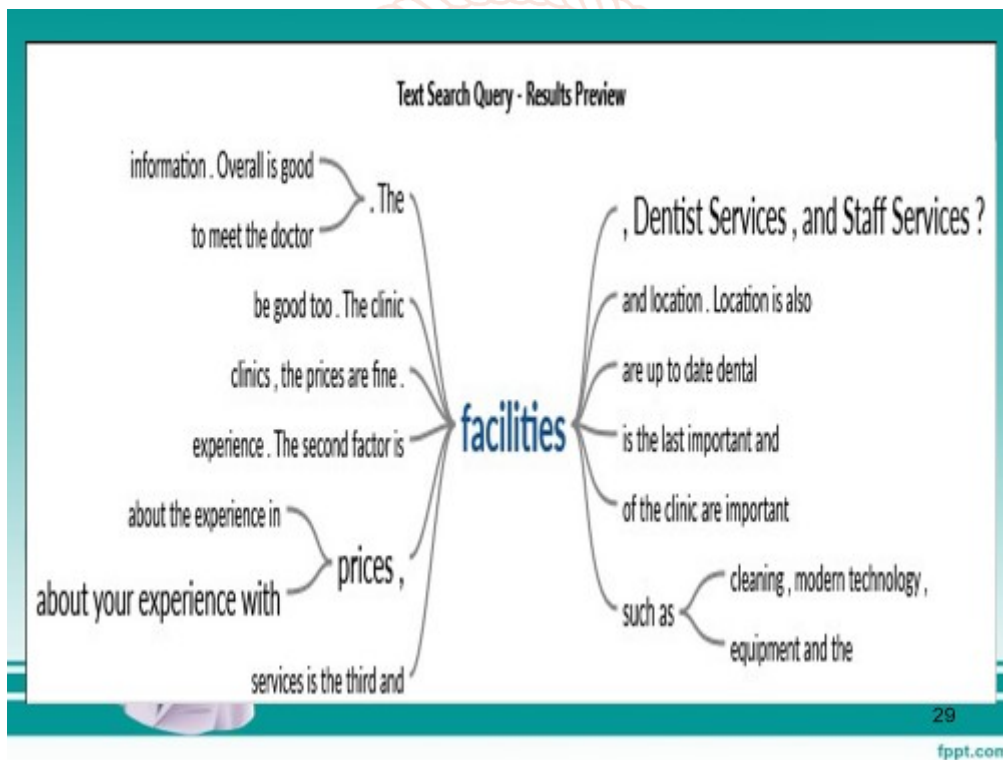 Text Search Query - Results Preview
information . Overall is good
to meet the doctor
. The
be good too . The clinic
clinics , the prices are fine .
experience . The second factor is
about the experience in
about your experience with
prices ,
services is the third and
facilities
, Dentist Services , and Staff Services ?
and location . Location is also
are up to date dental
is the last important and
of the clinic are important
such as
cleaning , modern technology ,
equipment and the
29
fppt.com